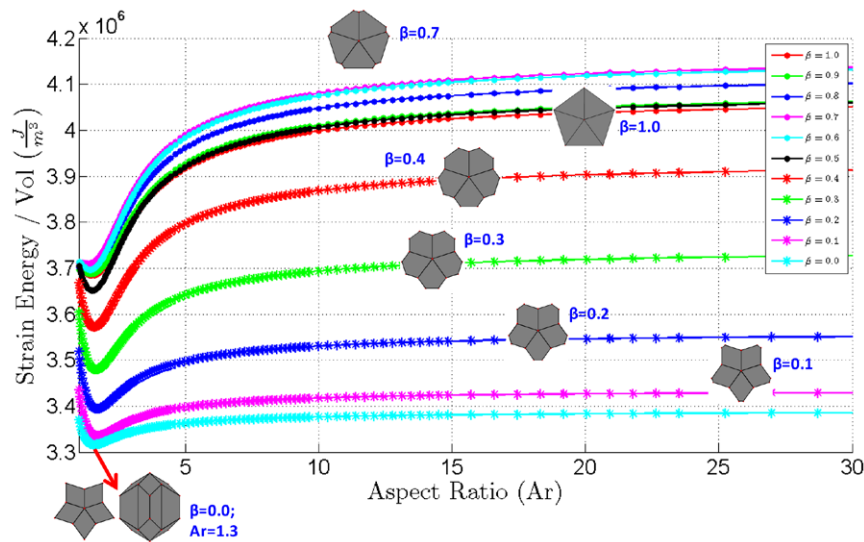 × 10⁶
4.2
4.1
4
3.9
3.8
3.7
3.6
3.5
3.4
3.3
Strain Energy / Vol (J/m³)
5
10
15
20
25
30
Aspect Ratio (Ar)
β=0.7
β=1.0
β=0.4
β=0.3
β=0.2
β=0.1
β=0.0;
Ar=1.3
β = 1.0
β = 0.9
β = 0.8
β = 0.7
β = 0.6
β = 0.5
β = 0.4
β = 0.3
β = 0.2
β = 0.1
β = 0.0